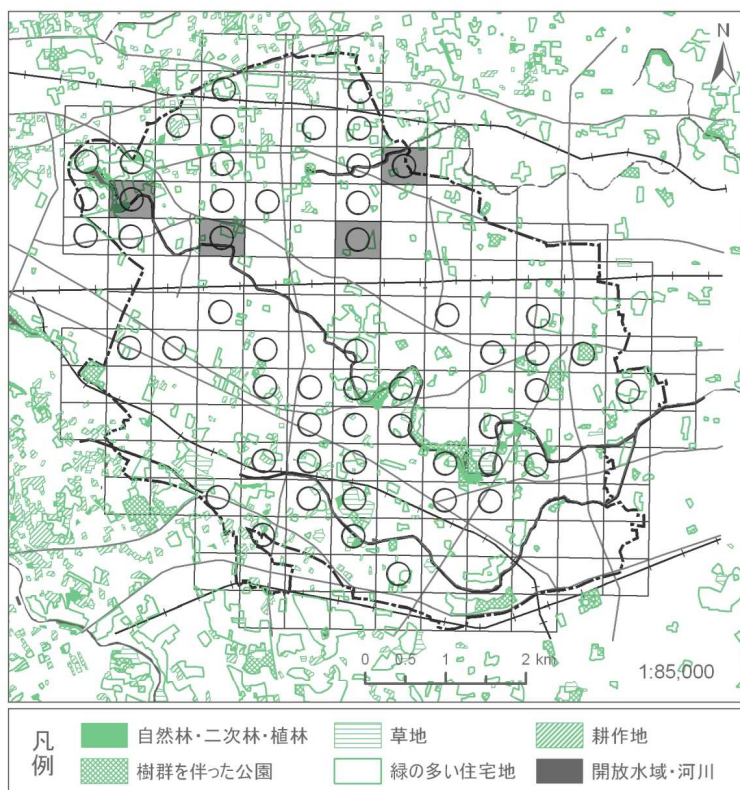 N
0 0.5 1 2 km
1:85,000
凡例
自然林・二次林・植林
草地
耕作地
樹群を伴った公園
緑の多い住宅地
開放水域・河川